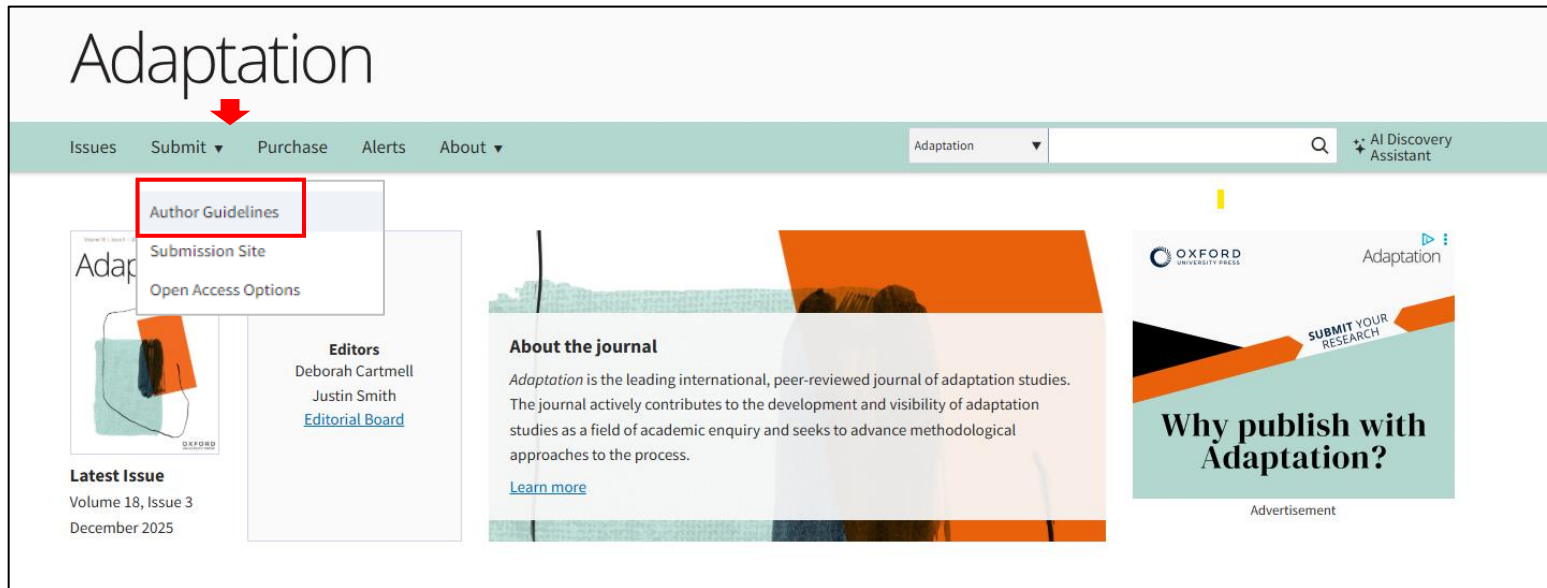 Adaptation
Issues Submit ▼ Purchase Alerts About ▼ Adaptation ▼ AI Discovery
Assistant
Author Guidelines
Submission Site
Open Access Options
Adap
OXFORD
Latest Issue
Volume 18, Issue 3
December 2025
Editors
Deborah Cartmell
Justin Smith
Editorial Board
About the journal
Adaptation is the leading international, peer-reviewed journal of adaptation studies.
The journal actively contributes to the development and visibility of adaptation
studies as a field of academic enquiry and seeks to advance methodological
approaches to the process.
Learn more
OXFORD
UNIVERSITY PRESS
Adaptation
SUBMIT YOUR
RESEARCH
Why publish with
Adaptation?
Advertisement